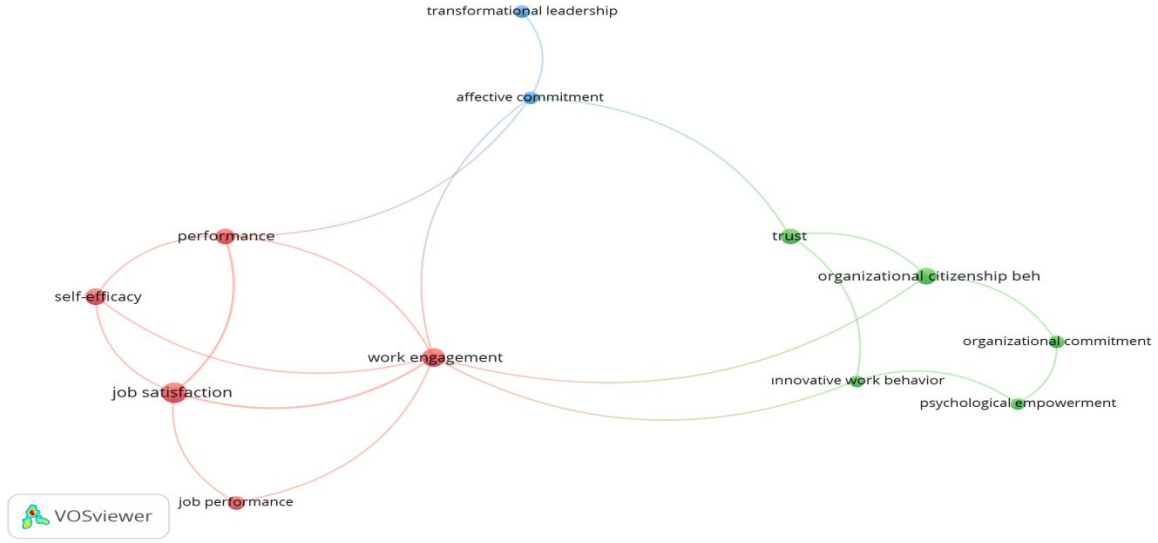 transformational leadership
affective commitment
performance
trust
organizational citizenship beh
self-efficacy
organizational commitment
work engagement
innovative work behavior
job satisfaction
psychological empowerment
job performance
VOSviewer